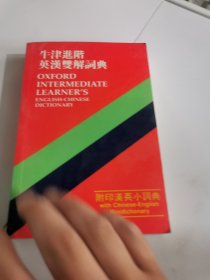 牛津進階
英漢雙解詞典
OXFORD
INTERMEDIATE
LEARNER'S
ENGLISH-CHINESE
DICTIONARY
附印漢英小詞典
with Chinese-English
Minidictionary